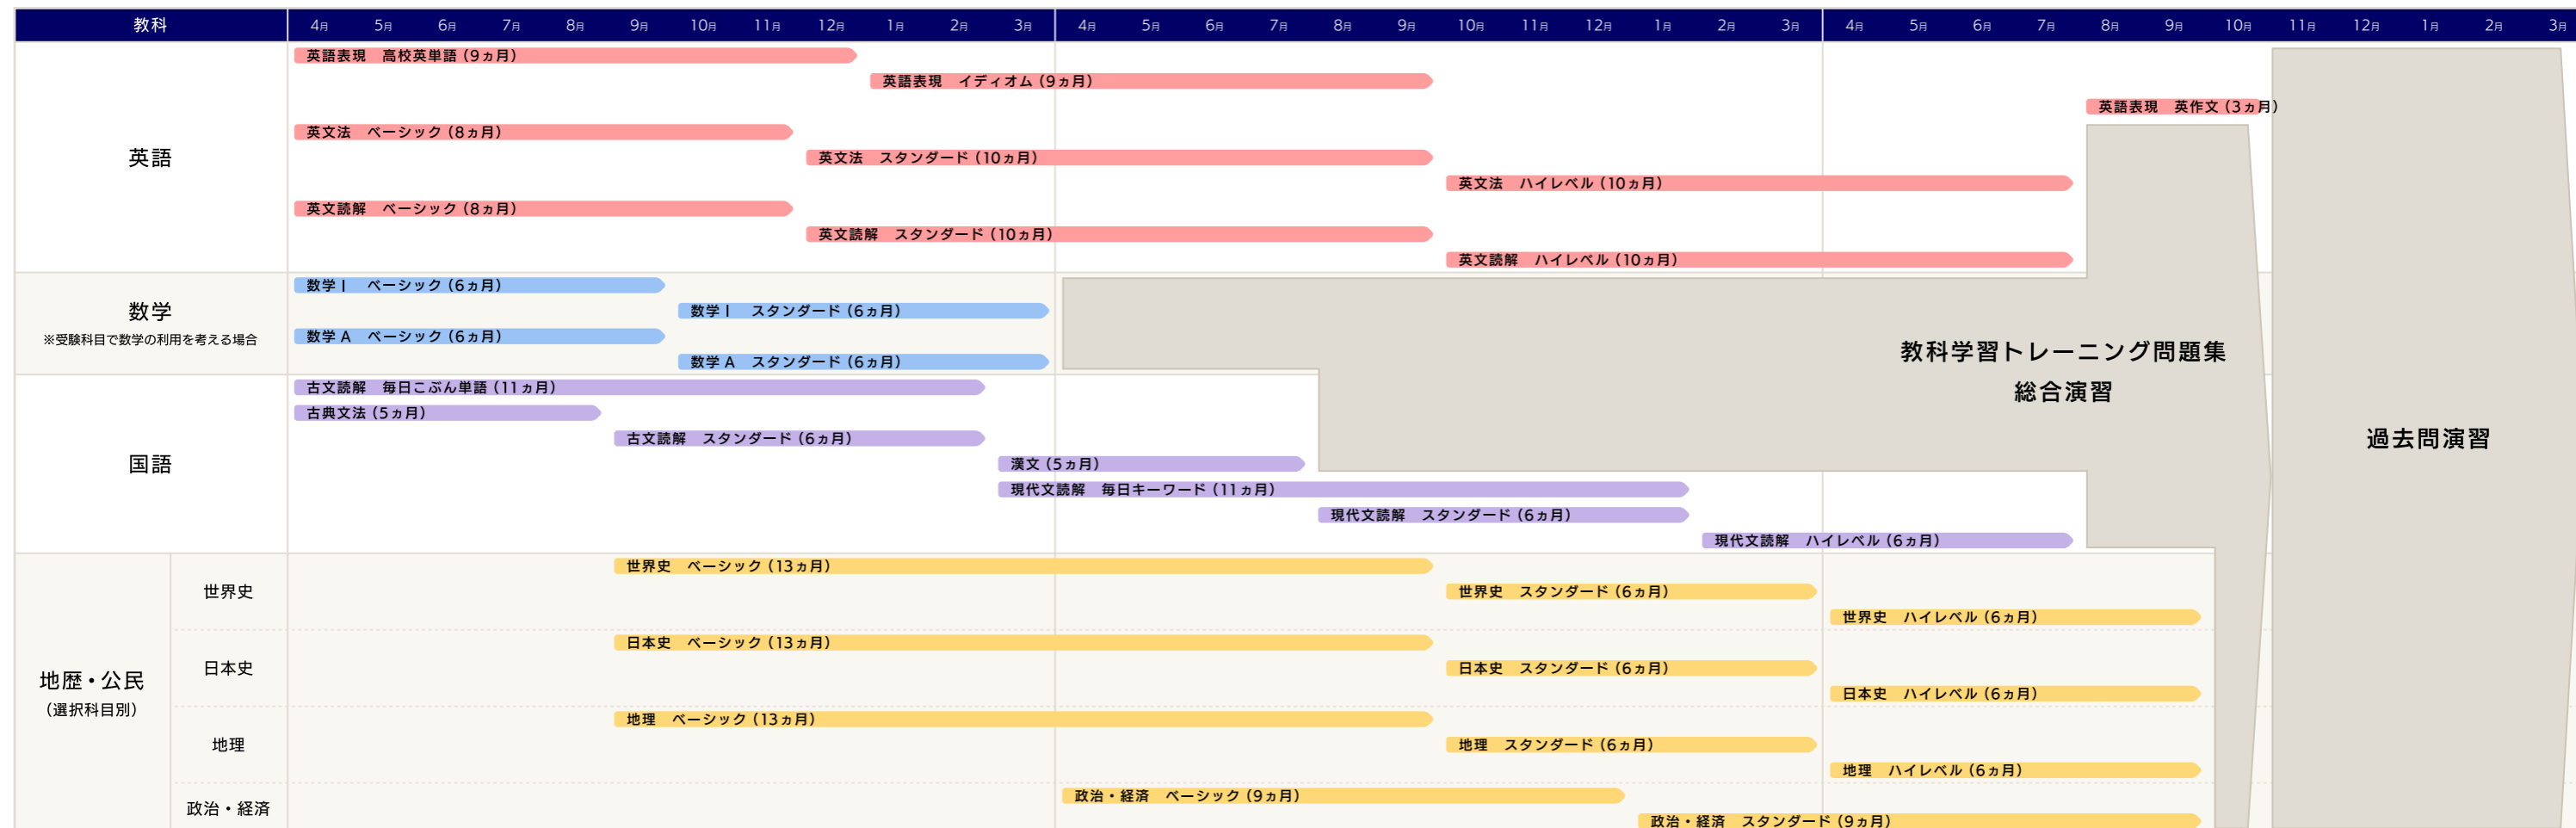 教科 4月 5月 6月 7月 8月 9月 10月 11月 12月 1月 2月 3月 4月 5月 6月 7月 8月 9月 10月 11月 12月 1月 2月 3月 4月 5月 6月 7月 8月 9月 10月 11月 12月 1月 2月 3月
英語
英語表現　高校英単語（9ヵ月）
英語表現　イディオム（9ヵ月）
英語表現　英作文（3ヵ月）
英文法　ベーシック（8ヵ月）
英文法　スタンダード（10ヵ月）
英文法　ハイレベル（10ヵ月）
英文読解　ベーシック（8ヵ月）
英文読解　スタンダード（10ヵ月）
英文読解　ハイレベル（10ヵ月）
数学
※受験科目で数学の利用を考える場合
数学Ⅰ　ベーシック（6ヵ月）
数学Ⅰ　スタンダード（6ヵ月）
数学A　ベーシック（6ヵ月）
数学A　スタンダード（6ヵ月）
教科学習トレーニング問題集
総合演習
過去問演習
国語
古文読解　毎日こぶん単語（11ヵ月）
古典文法（5ヵ月）
古文読解　スタンダード（6ヵ月）
漢文（5ヵ月）
現代文読解　毎日キーワード（11ヵ月）
現代文読解　スタンダード（6ヵ月）
現代文読解　ハイレベル（6ヵ月）
地歴・公民
（選択科目別）
世界史
世界史　ベーシック（13ヵ月）
世界史　スタンダード（6ヵ月）
世界史　ハイレベル（6ヵ月）
日本史
日本史　ベーシック（13ヵ月）
日本史　スタンダード（6ヵ月）
日本史　ハイレベル（6ヵ月）
地理
地理　ベーシック（13ヵ月）
地理　スタンダード（6ヵ月）
地理　ハイレベル（6ヵ月）
政治・経済
政治・経済　ベーシック（9ヵ月）
政治・経済　スタンダード（9ヵ月）